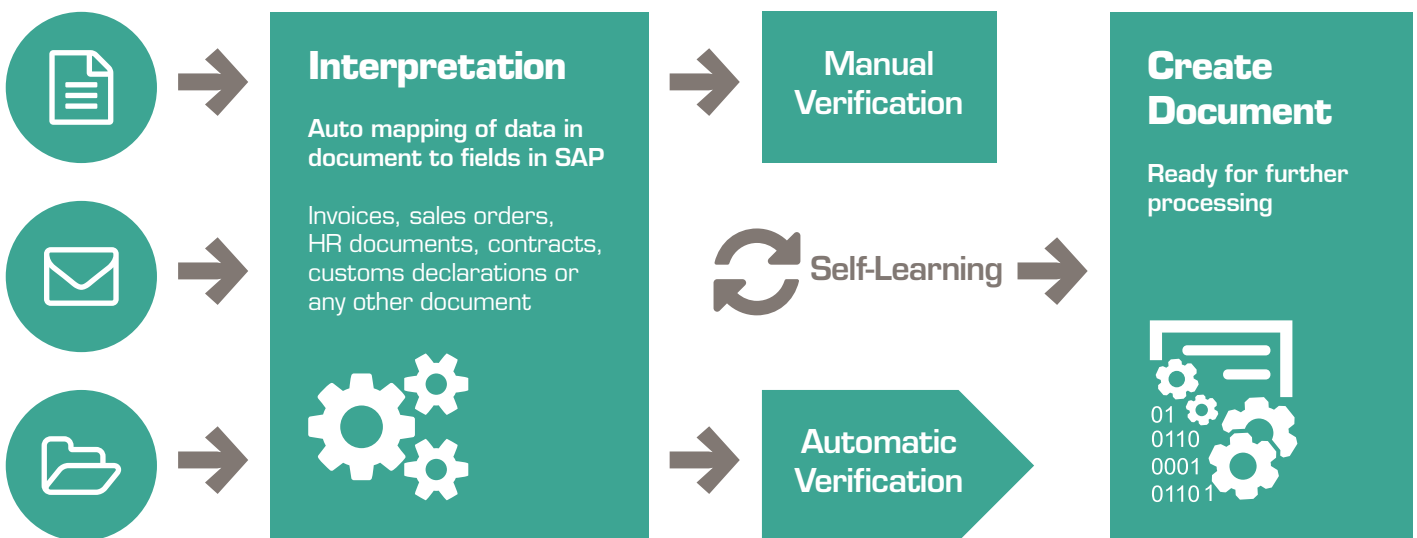 Interpretation
Auto mapping of data in
document to fields in SAP
Invoices, sales orders,
HR documents, contracts,
customs declarations or
any other document
Manual
Verification
Self-Learning
Automatic
Verification
Create
Document
Ready for further
processing
01
0110
0001
0110 1